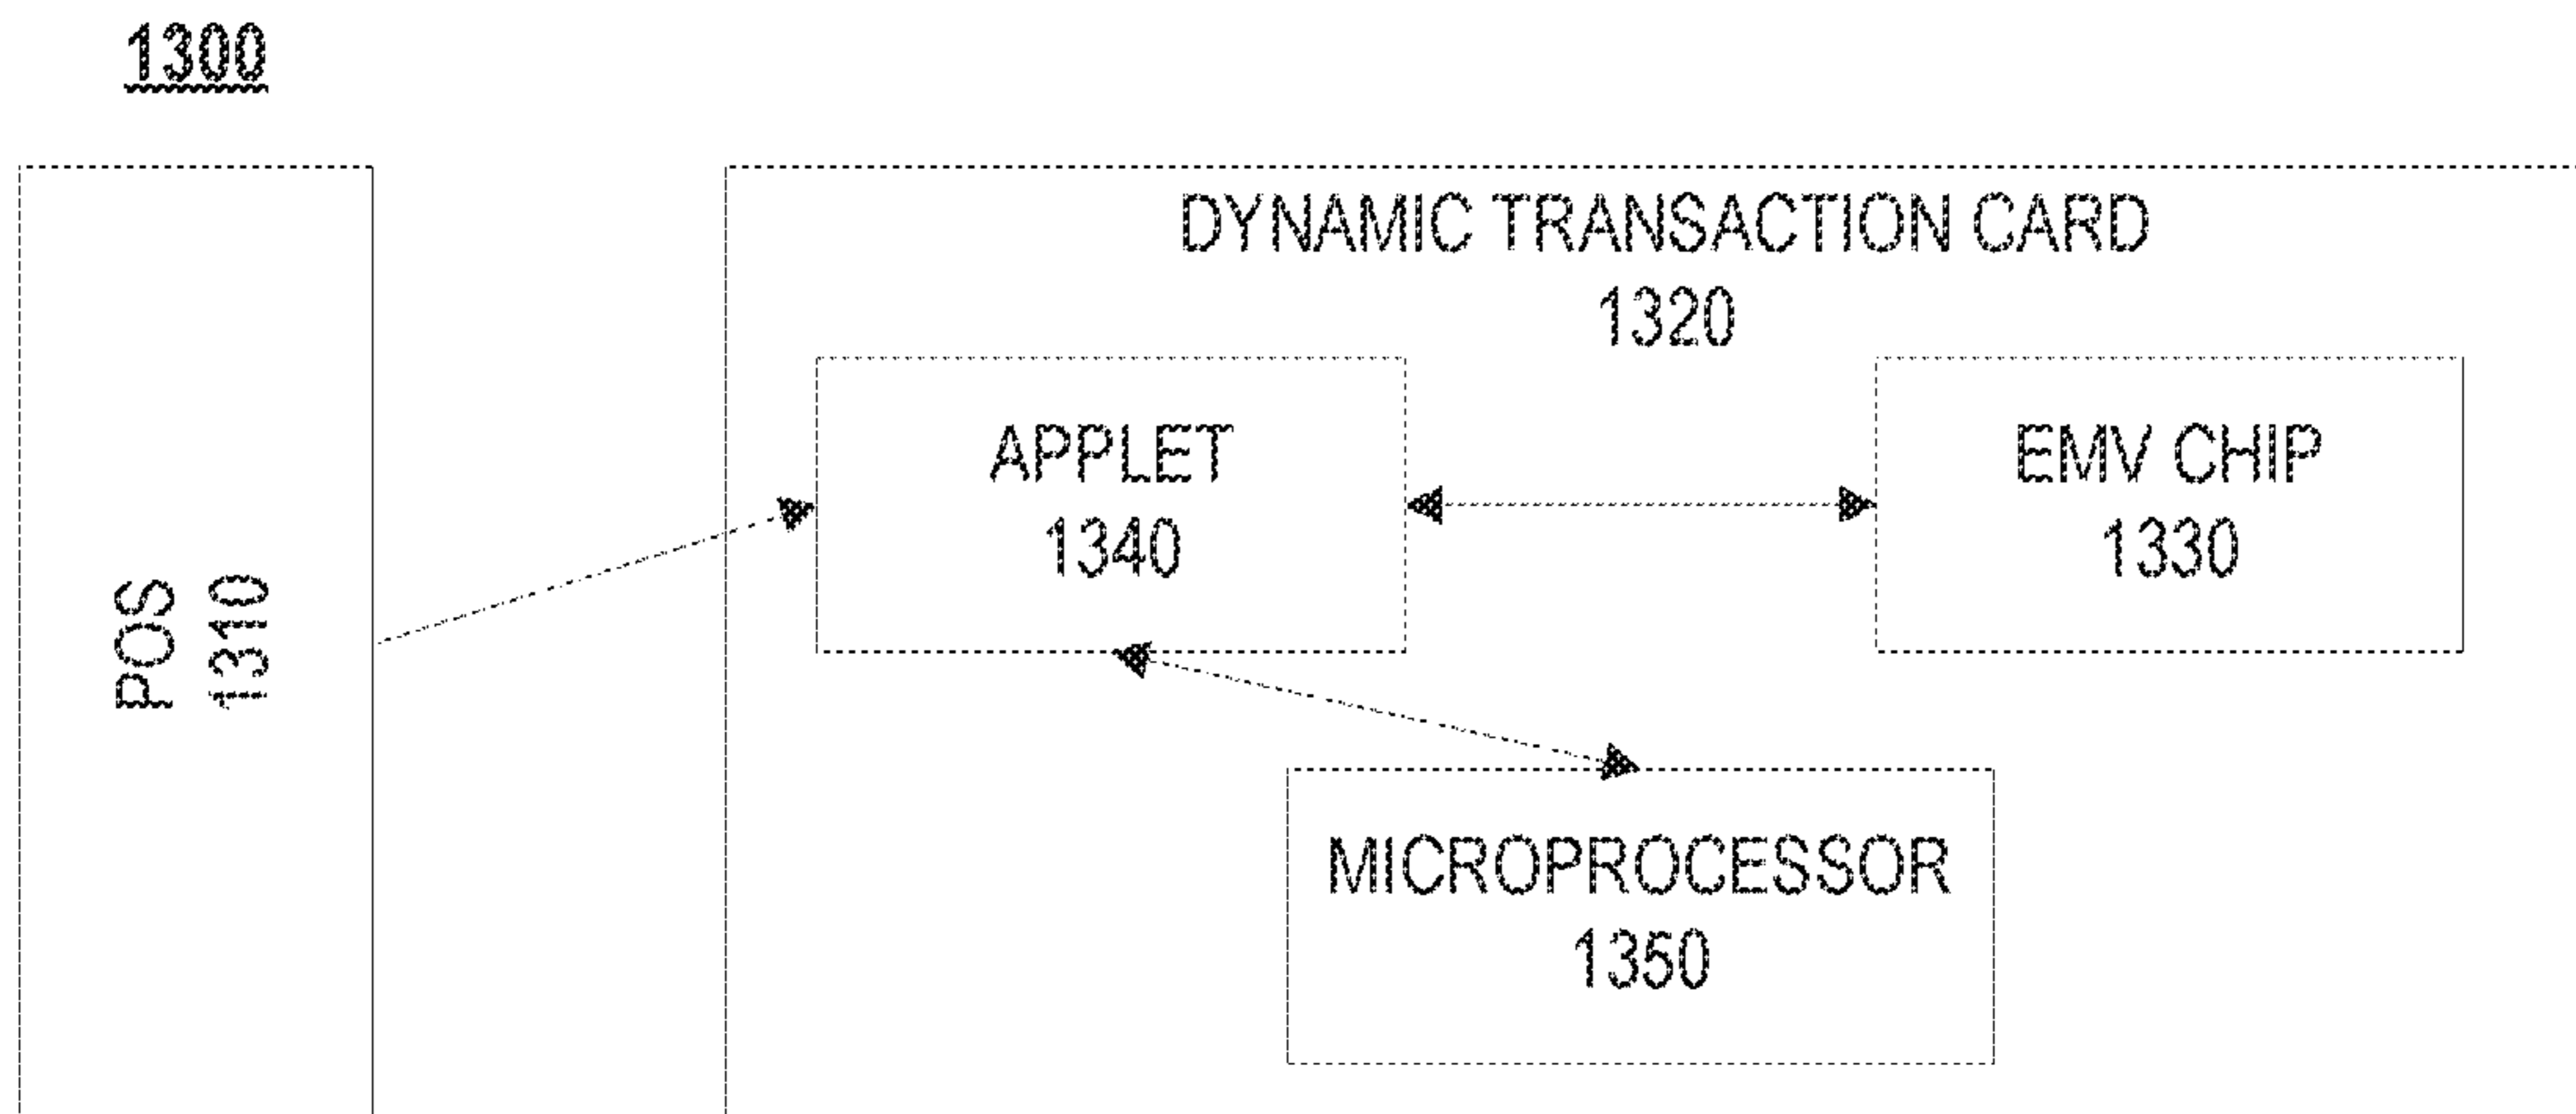 1300
DYNAMIC TRANSACTION CARD
1320
APPLET
1340
EMV CHIP
1330
POS
1310
MICROPROCESSOR
1350